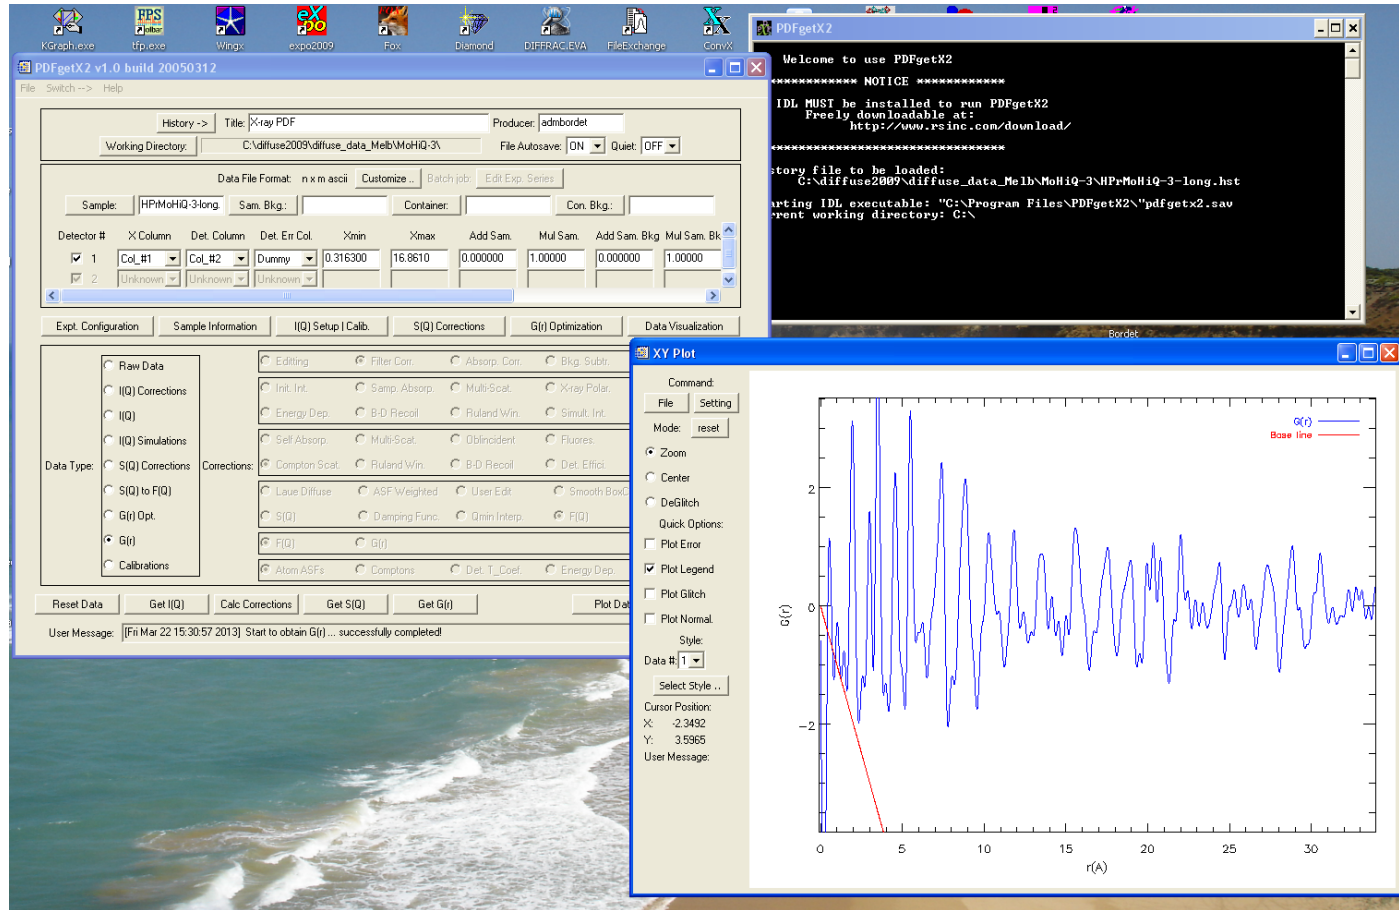 KGraph.exe
tfp.exe
Wingx
expo2009
Fox
Diamond
DIFFRAC.EVA
FileExchange
ConvX
FPS
Toolbar
PDFgetX2 v1.0 build 20050312
File Switch --> Help
History -> Title: X-ray PDF Producer: admbordet
Working Directory: C:\diffuse2009\diffuse_data_Melb\MoHiQ-3\ File Autosave: ON Quiet: OFF
Data File Format: n x m ascii Customize .. Batch job: Edit Exp. Series
Sample: HPrMoHiQ-3-long. Sam. Bkg.: Container: Con. Bkg.:
Detector # X Column Det. Column Det. Err Col. Xmin Xmax Add Sam. Mul Sam. Add Sam. Bkg Mul Sam. Bk
1 Col_#1 Col_#2 Dummy 0.316300 16.8610 0.000000 1.00000 0.000000 1.00000
2 Unknown Unknown Unknown
Expt. Configuration Sample Information I(Q) Setup | Calib. S(Q) Corrections G(r) Optimization Data Visualization
Data Type:
Raw Data
I(Q) Corrections
I(Q)
I(Q) Simulations
S(Q) Corrections
S(Q) to F(Q)
G(r) Opt.
G(r)
Calibrations
Corrections:
Editting Filter Corr. Absorp. Corr. Bkg. Subtr.
Init. Int. Samp. Absorp. Multi-Scat. X-ray Polar.
Energy Dep. B-D Recoil Ruland Win. Simult. Int.
Self Absorp. Multi-Scat. Oblincident Fluores.
Compton Scat. Ruland Win B-D Recoil Det. Effici.
Laue Diffuse ASF Weighted User Edit Smooth BoxC
S(Q) Damping Func. Qmin Interp. F(Q)
F(Q) G(r)
Atom ASFs Comptons Det. T_Coef. Energy Dep.
Reset Data Get I(Q) Calc Corrections Get S(Q) Get G(r) Plot Dat
User Message: [Fri Mar 22 15:30:57 2013] Start to obtain G(r) ... successfully completed!
PDFgetX2
Welcome to use PDFgetX2
************ NOTICE ************
IDL MUST be installed to run PDFgetX2
Freely downloadable at:
http://www.rsinc.com/download/
********************************
story file to be loaded:
C:\diffuse2009\diffuse_data_Melb\MoHiQ-3\HPrMoHiQ-3-long.hst
arting IDL executable: "C:\Program Files\PDFgetX2\"pdfgetx2.sav
rrent working directory: C:\
Bordet
XY Plot
Command:
File Setting
Mode: reset
Zoom
Center
DeGlitch
Quick Options:
Plot Error
Plot Legend
Plot Glitch
Plot Normal.
Style:
Data #: 1
Select Style ..
Cursor Position:
X: -2.3492
Y: 3.5965
User Message:
G(r)
Base line
G(r)
2
0
-2
0 5 10 15 20 25 30
r(A)